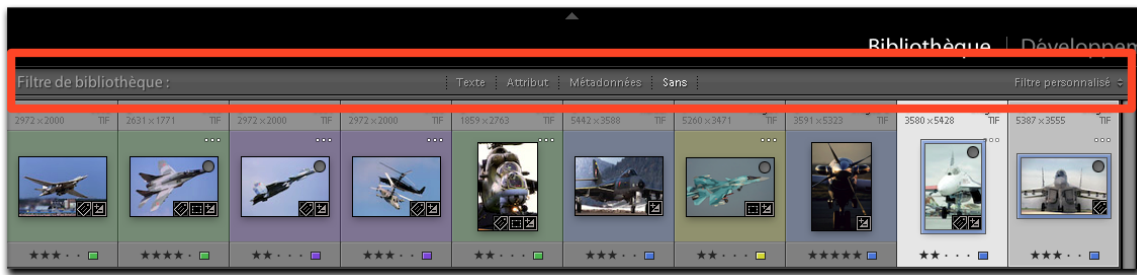 Bibliothèque | Développem
Filtre de bibliothèque : Texte Attribut Métadonnées Sans Filtre personnalisé
2972 x 2000 TIF 2631 x 1771 TIF 2972 x 2000 TIF 2972 x 2000 TIF 1859 x 2763 TIF 5442 x 3588 TIF 5260 x 3471 TIF 3591 x 5323 TIF 3580 x 5428 TIF 5387 x 3555 TIF